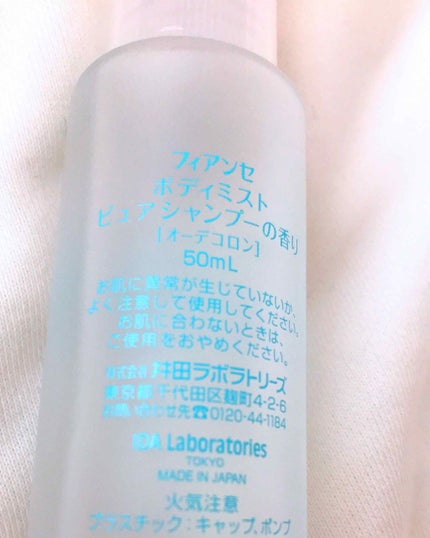 フィアンセ
ボディミスト
ピュアシャンプーの香り
[オーデコロン]
50mL
お肌に異常が生じていないか、
よく注意して使用してください。
お肌に合わないときは、
ご使用をおやめください。
株式会社 井田ラボラトリーズ
東京都千代田区麹町4-2-6
お問い合わせ先☎0120-44-1184
IDA Laboratories
TOKYO
MADE IN JAPAN
火気注意
プラスチック：キャップ、ポンプ